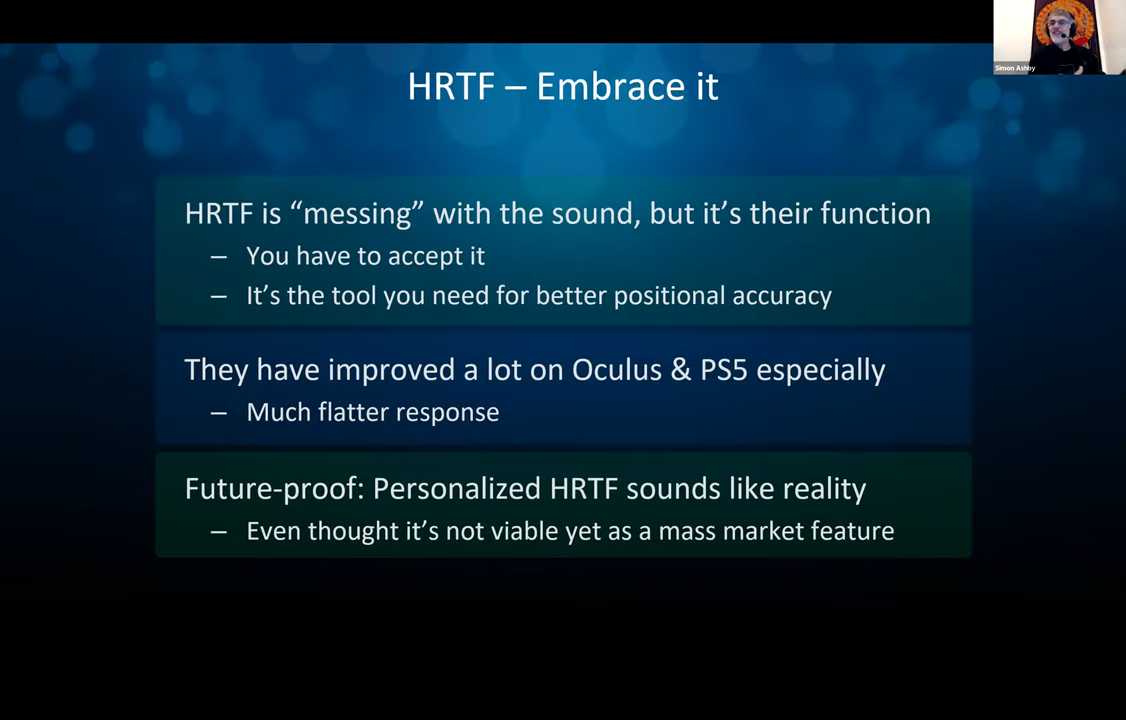 HRTF – Embrace it
Simon Ashby
HRTF is “messing” with the sound, but it’s their function
– You have to accept it
– It’s the tool you need for better positional accuracy
They have improved a lot on Oculus & PS5 especially
– Much flatter response
Future-proof: Personalized HRTF sounds like reality
– Even thought it’s not viable yet as a mass market feature